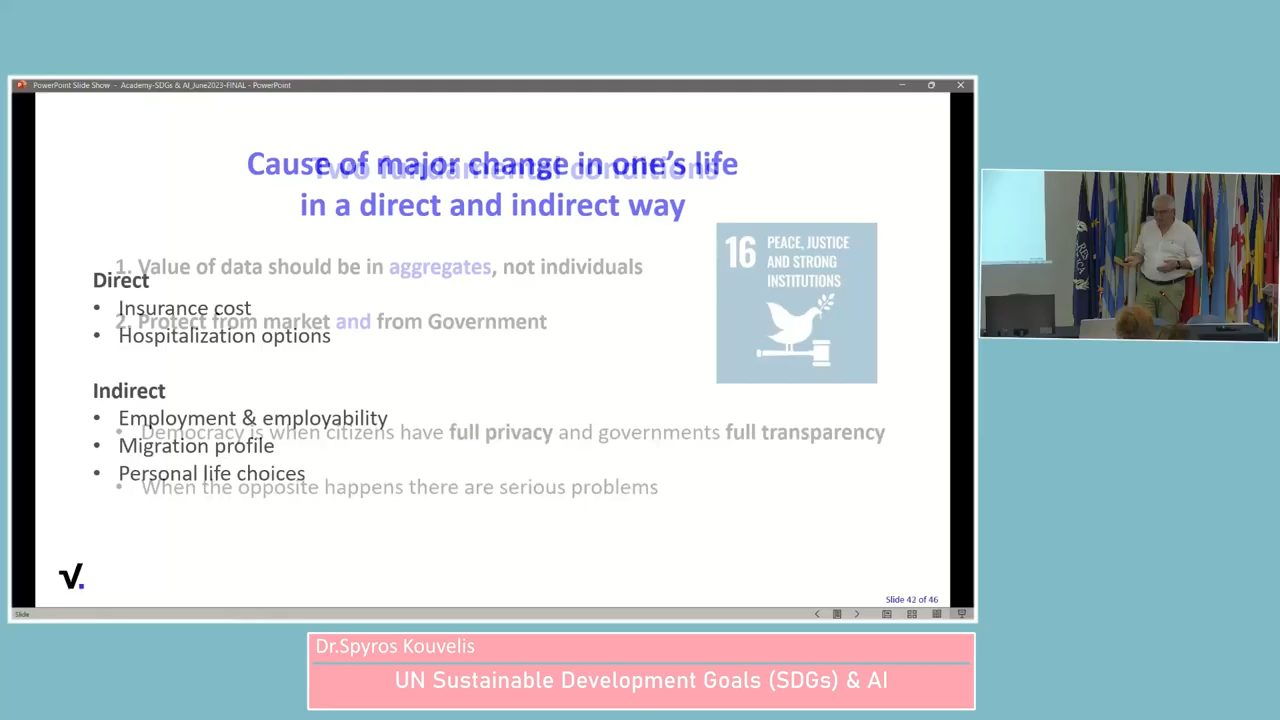 PowerPoint Slide Show - Academy-SDGs & AI_June2023-FINAL - PowerPoint
Cause of major change in one's life
in a direct and indirect way
Two fundamental conditions
16 PEACE, JUSTICE
AND STRONG
INSTITUTIONS
1. Value of data should be in aggregates, not individuals
Direct
• Insurance cost
2. Protect from market and from Government
• Hospitalization options
Indirect
• Employment & employability
• Democracy is when citizens have full privacy and governments full transparency
• Migration profile
• Personal life choices
• When the opposite happens there are serious problems
Slide 42 of 46
Slide
Dr.Spyros Kouvelis
UN Sustainable Development Goals (SDGs) & AI